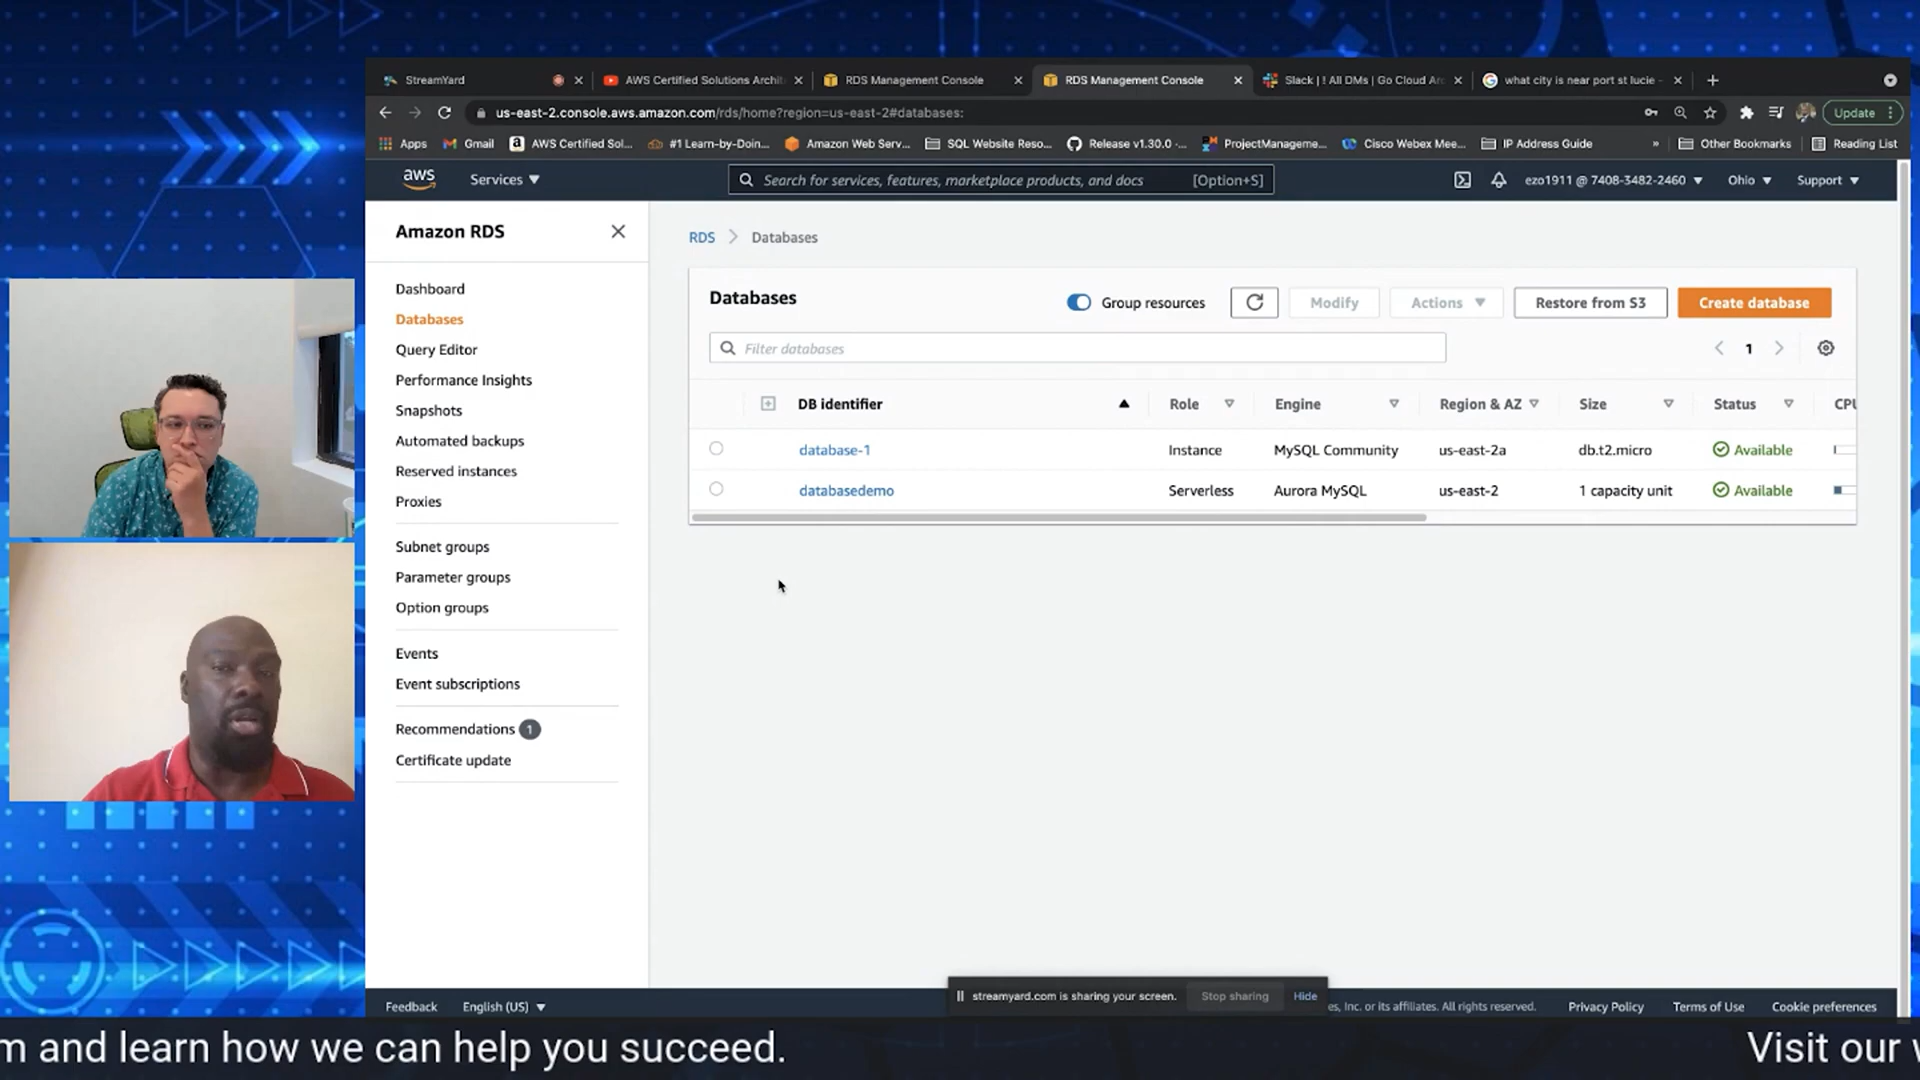 StreamYard
AWS Certified Solutions Archit
RDS Management Console
RDS Management Console
Slack | ! All DMs | Go Cloud Ar
what city is near port st lucie -
us-east-2.console.aws.amazon.com/rds/home?region=us-east-2#databases:
Update
Apps
Gmail
AWS Certified Sol...
#1 Learn-by-Doin...
Amazon Web Serv...
SQL Website Reso...
Release v1.30.0 ·...
ProjectManageme...
Cisco Webex Mee...
IP Address Guide
»
Other Bookmarks
Reading List
aws
Services
Search for services, features, marketplace products, and docs
[Option+S]
ezo1911 @ 7408-3482-2460
Ohio
Support
Amazon RDS
Dashboard
Databases
Query Editor
Performance Insights
Snapshots
Automated backups
Reserved instances
Proxies
Subnet groups
Parameter groups
Option groups
Events
Event subscriptions
Recommendations 1
Certificate update
RDS > Databases
Databases
Group resources
Modify
Actions
Restore from S3
Create database
Filter databases
1
DB identifier Role Engine Region & AZ Size Status CPU
database-1 Instance MySQL Community us-east-2a db.t2.micro Available
databasedemo Serverless Aurora MySQL us-east-2 1 capacity unit Available
streamyard.com is sharing your screen.
Stop sharing
Hide
Feedback
English (US)
es, Inc. or its affiliates. All rights reserved.
Privacy Policy
Terms of Use
Cookie preferences
m and learn how we can help you succeed.
Visit our w